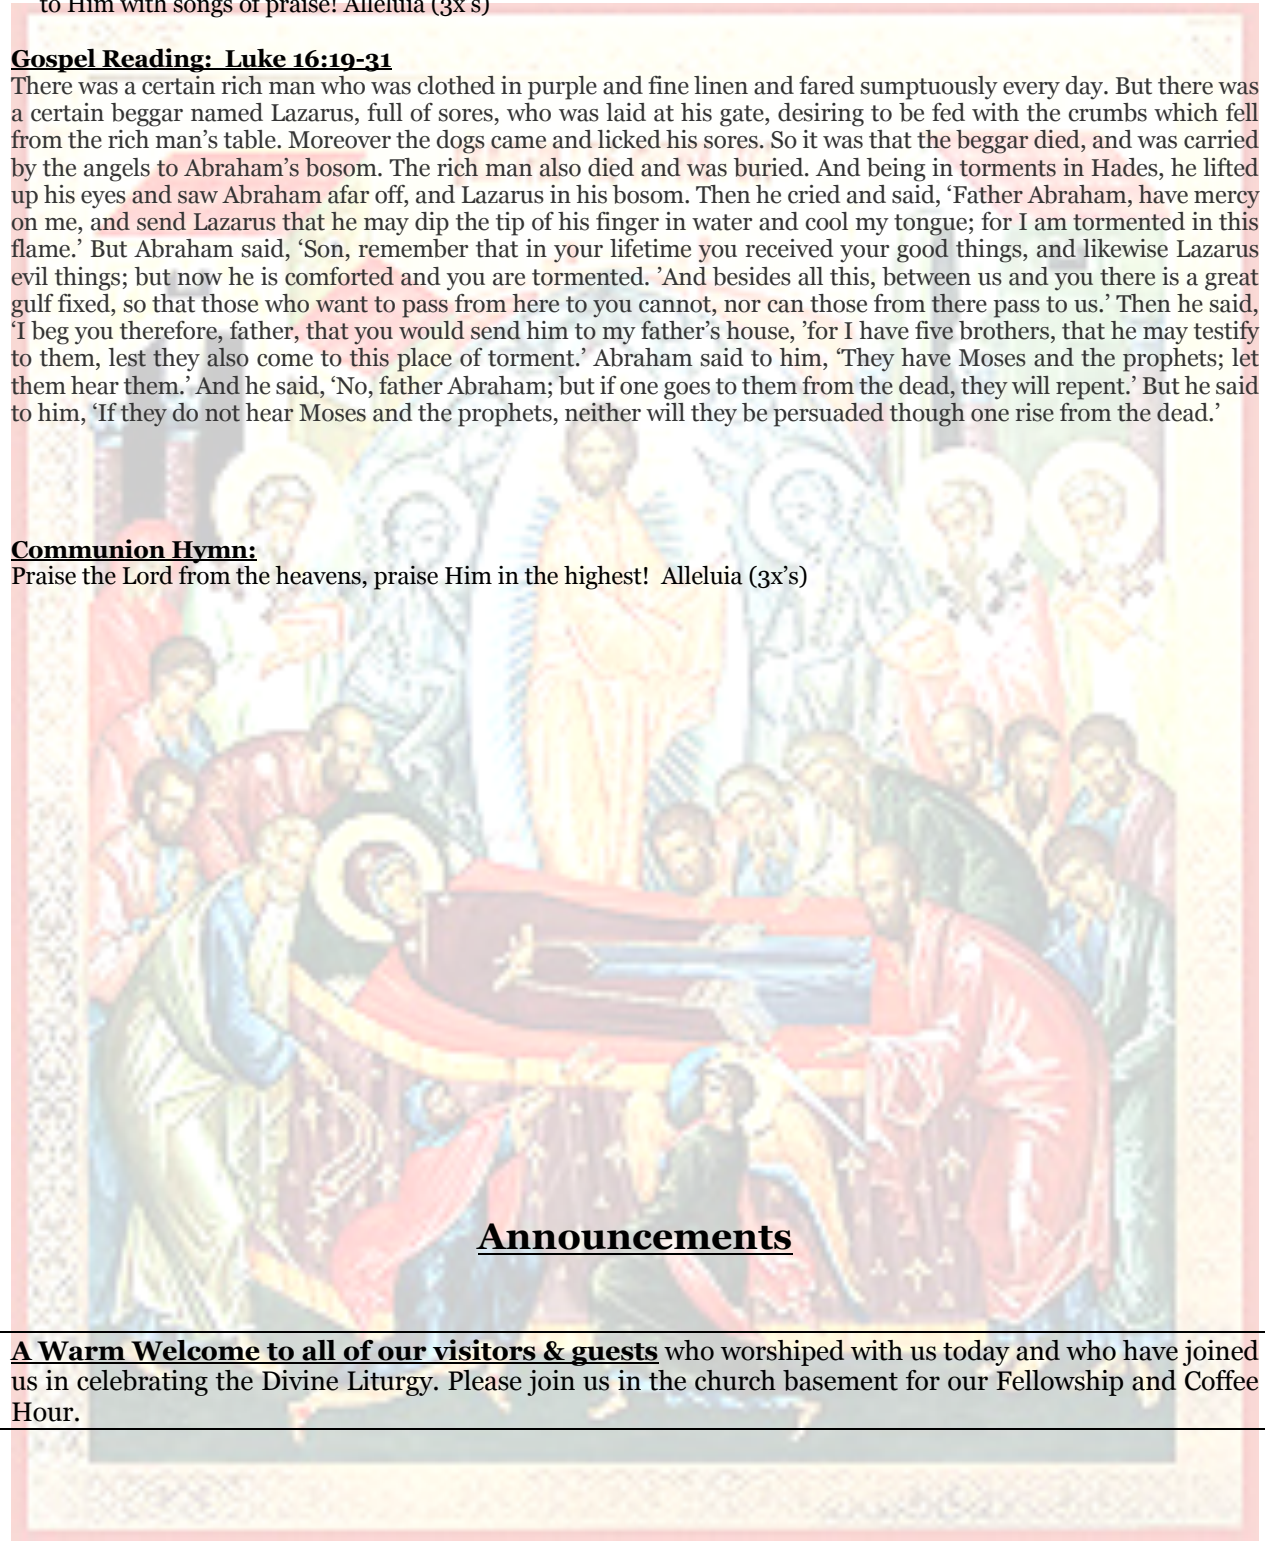 to Him with songs of praise! Alleluia (3x's)
Gospel Reading:  Luke 16:19-31
There was a certain rich man who was clothed in purple and fine linen and fared sumptuously every day. But there was
a certain beggar named Lazarus, full of sores, who was laid at his gate, desiring to be fed with the crumbs which fell
from the rich man’s table. Moreover the dogs came and licked his sores. So it was that the beggar died, and was carried
by the angels to Abraham’s bosom. The rich man also died and was buried. And being in torments in Hades, he lifted
up his eyes and saw Abraham afar off, and Lazarus in his bosom. Then he cried and said, ‘Father Abraham, have mercy
on me, and send Lazarus that he may dip the tip of his finger in water and cool my tongue; for I am tormented in this
flame.’ But Abraham said, ‘Son, remember that in your lifetime you received your good things, and likewise Lazarus
evil things; but now he is comforted and you are tormented. ’And besides all this, between us and you there is a great
gulf fixed, so that those who want to pass from here to you cannot, nor can those from there pass to us.’ Then he said,
‘I beg you therefore, father, that you would send him to my father’s house, ’for I have five brothers, that he may testify
to them, lest they also come to this place of torment.’ Abraham said to him, ‘They have Moses and the prophets; let
them hear them.’ And he said, ‘No, father Abraham; but if one goes to them from the dead, they will repent.’ But he said
to him, ‘If they do not hear Moses and the prophets, neither will they be persuaded though one rise from the dead.’
Communion Hymn:
Praise the Lord from the heavens, praise Him in the highest!  Alleluia (3x’s)
Announcements
A Warm Welcome to all of our visitors & guests who worshiped with us today and who have joined
us in celebrating the Divine Liturgy. Please join us in the church basement for our Fellowship and Coffee
Hour.